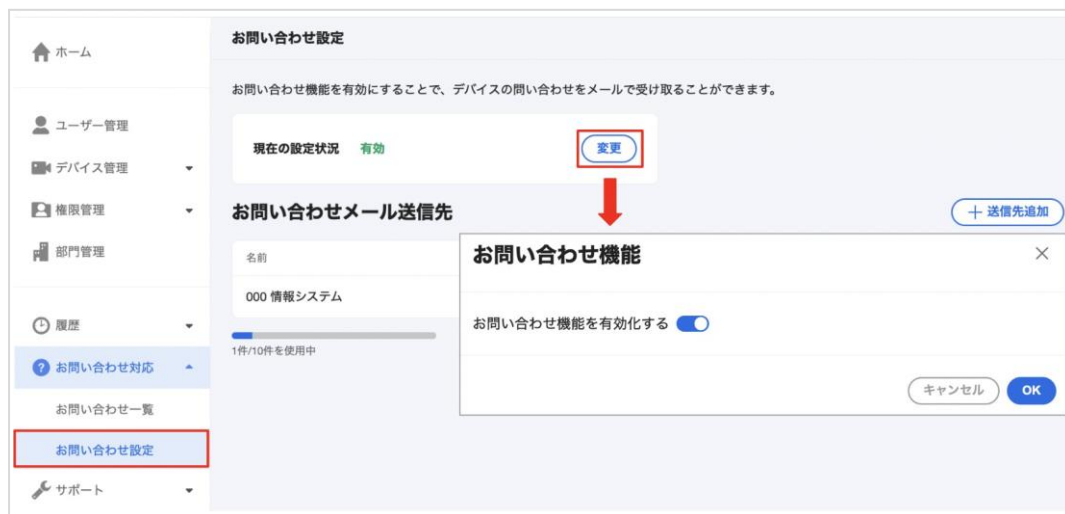 ホーム
ユーザー管理
デバイス管理
権限管理
部門管理
履歴
お問い合わせ対応
お問い合わせ一覧
お問い合わせ設定
サポート
お問い合わせ設定
お問い合わせ機能を有効にすることで、デバイスの問い合わせをメールで受け取ることができます。
現在の設定状況 有効 変更
お問い合わせメール送信先
＋ 送信先追加
名前
000 情報システム
1件/10件を使用中
お問い合わせ機能
お問い合わせ機能を有効化する
キャンセル OK